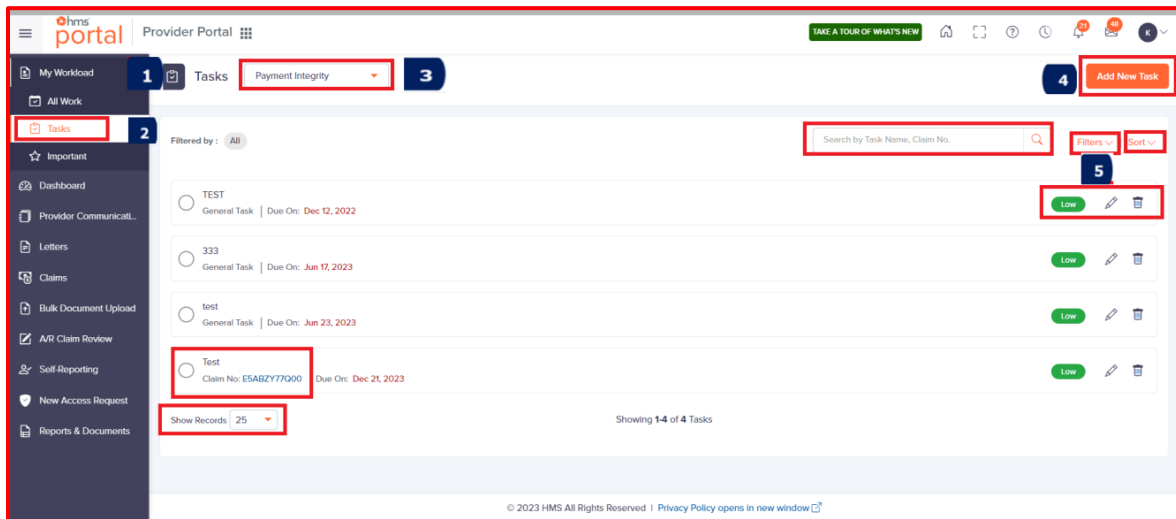 hms
portal
Provider Portal
TAKE A TOUR OF WHAT'S NEW
21
48
K
My Workload
All Work
Tasks
Important
Dashboard
Provider Communicati...
Letters
Claims
Bulk Document Upload
A/R Claim Review
Self-Reporting
New Access Request
Reports & Documents
1
2
Tasks
Payment Integrity
3
4
Add New Task
Filtered by : All
Search by Task Name, Claim No.
Filters
Sort
5
TEST
General Task | Due On: Dec 12, 2022
Low
333
General Task | Due On: Jun 17, 2023
Low
test
General Task | Due On: Jun 23, 2023
Low
Test
Claim No: E5ABZY77Q00 Due On: Dec 21, 2023
Low
Show Records 25
Showing 1-4 of 4 Tasks
© 2023 HMS All Rights Reserved | Privacy Policy opens in new window